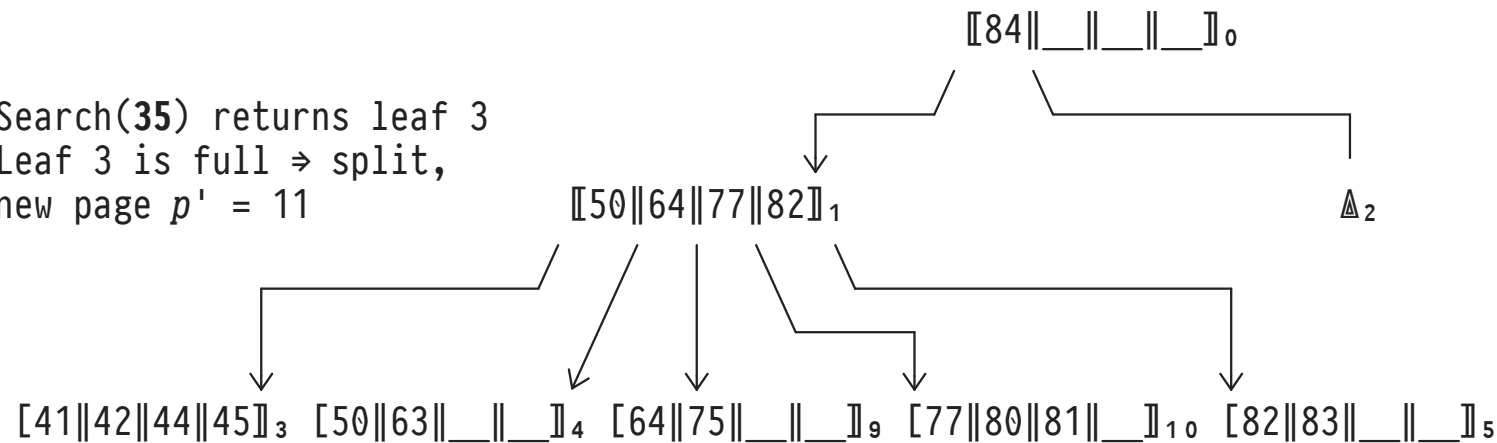 ⟦84‖__‖__‖__⟧₀
Search(35) returns leaf 3
Leaf 3 is full ⇒ split,
new page p' = 11
⟦50‖64‖77‖82⟧₁
◬₂
[41‖42‖44‖45⟧₃ [50‖63‖__‖__⟧₄ [64‖75‖__‖__⟧₉ [77‖80‖81‖__⟧₁₀ [82‖83‖__‖__⟧₅